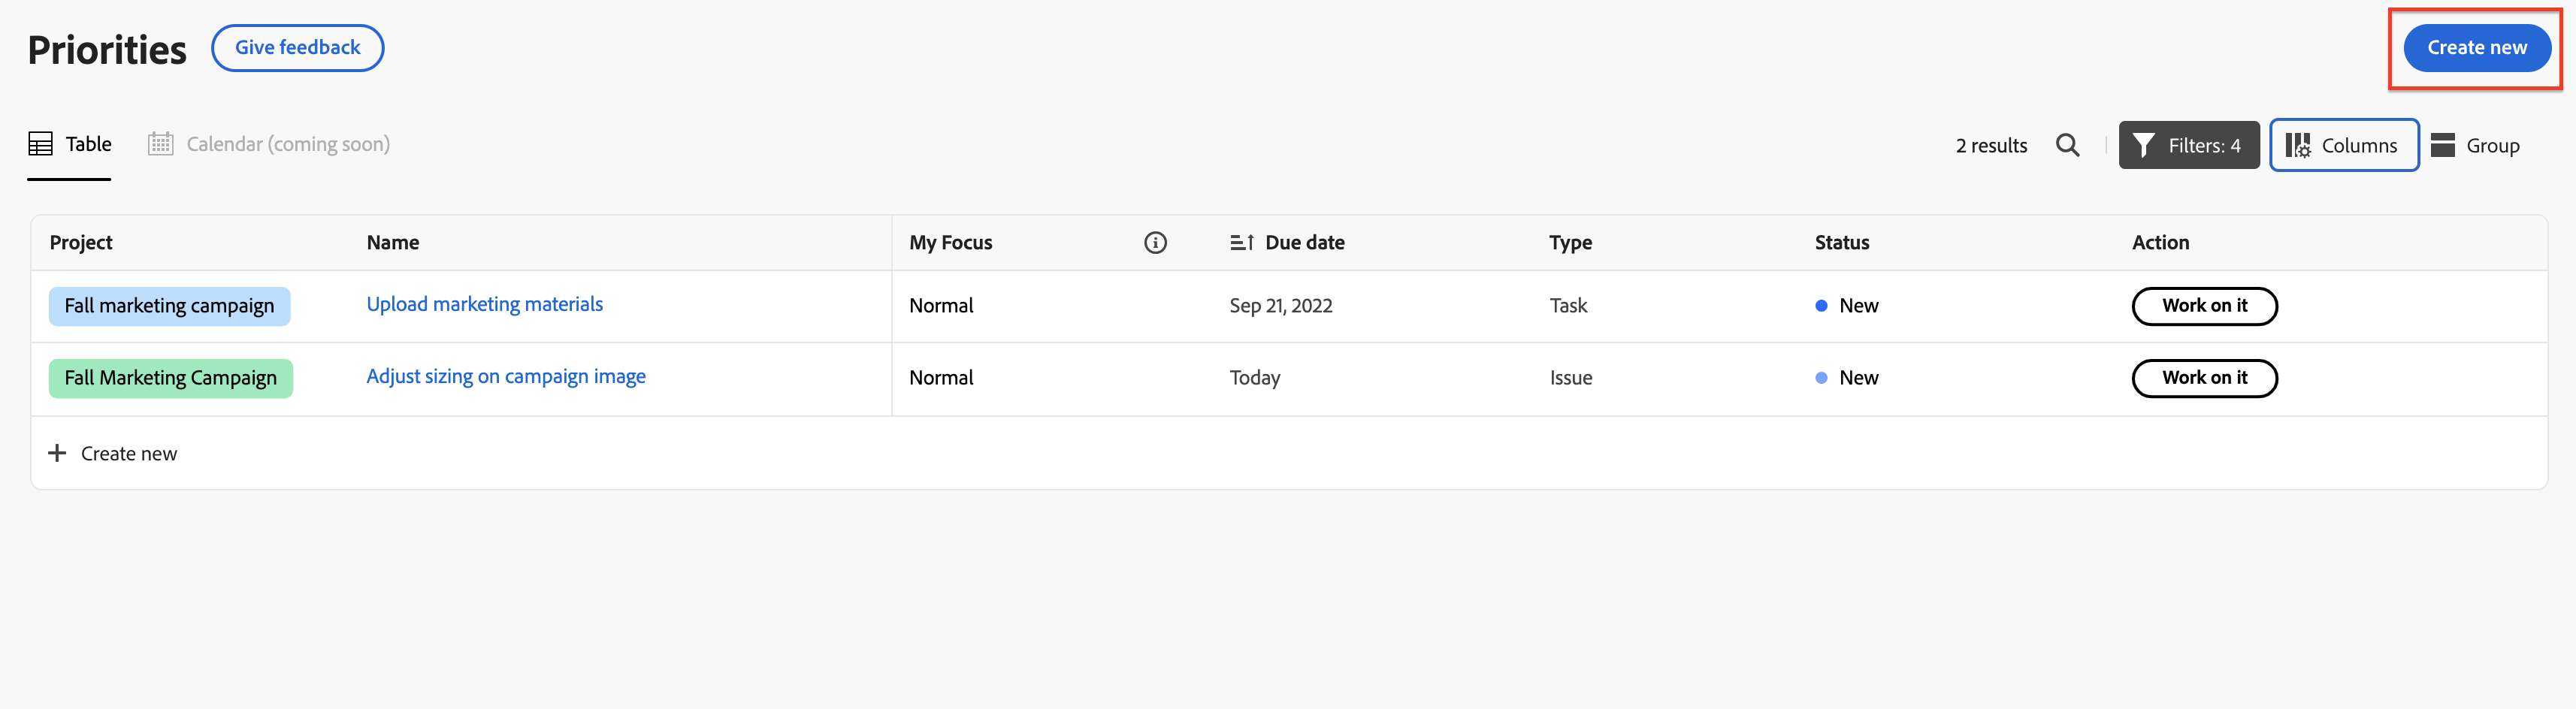 Priorities Give feedback Create new
Table Calendar (coming soon) 2 results Filters: 4 Columns Group
Project Name My Focus Due date Type Status Action
Fall marketing campaign Upload marketing materials Normal Sep 21, 2022 Task New Work on it
Fall Marketing Campaign Adjust sizing on campaign image Normal Today Issue New Work on it
Create new